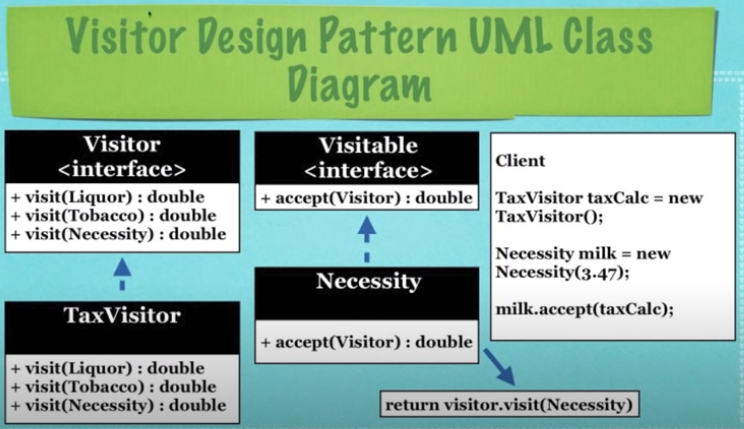 Visitor Design Pattern UML Class
Diagram
Visitor
<interface>
+ visit(Liquor) : double
+ visit(Tobacco) : double
+ visit(Necessity) : double
TaxVisitor
+ visit(Liquor) : double
+ visit(Tobacco) : double
+ visit(Necessity) : double
Visitable
<interface>
+ accept(Visitor) : double
Necessity
+ accept(Visitor) : double
return visitor.visit(Necessity)
Client
TaxVisitor taxCalc = new
TaxVisitor();
Necessity milk = new
Necessity(3.47);
milk.accept(taxCalc);